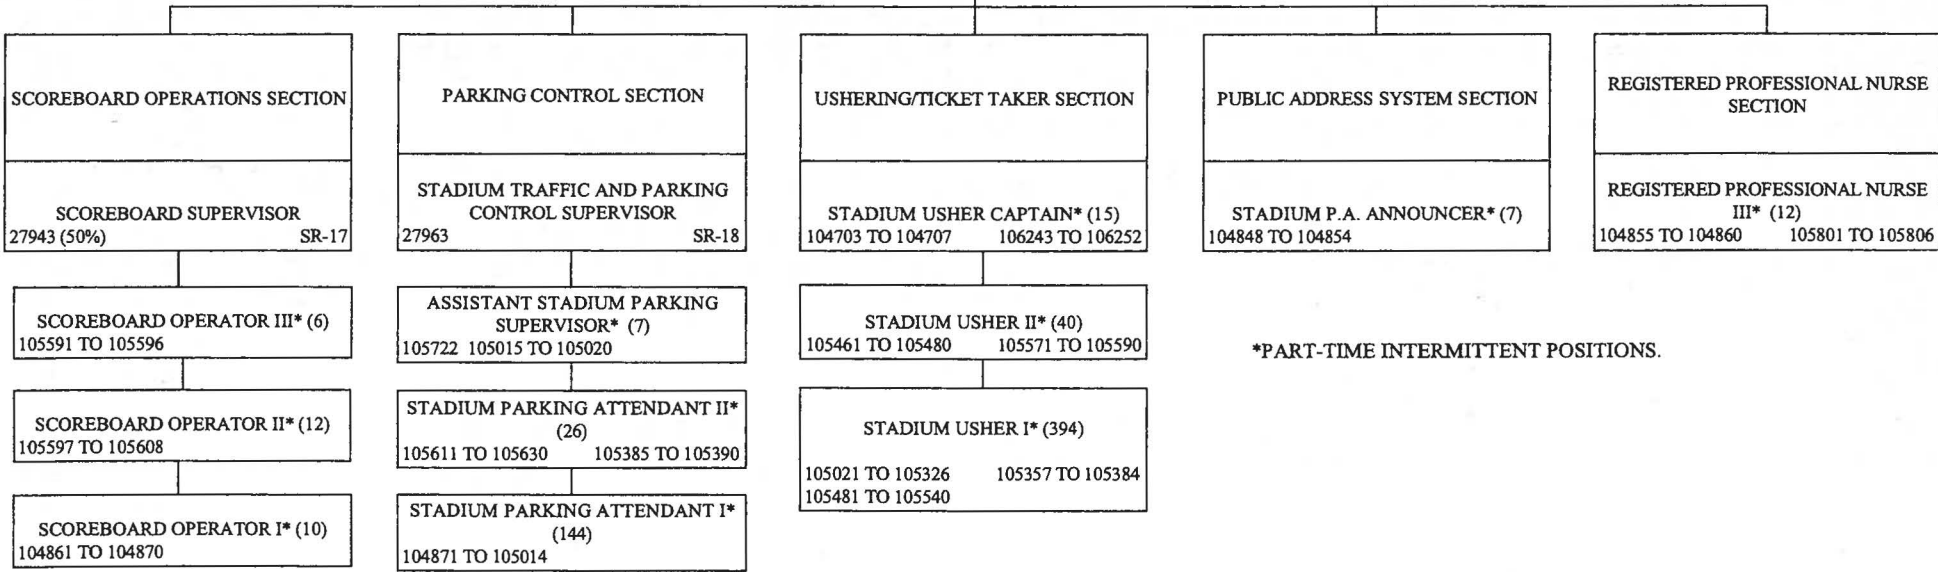 SCOREBOARD OPERATIONS SECTION
SCOREBOARD SUPERVISOR
27943 (50%) SR-17
SCOREBOARD OPERATOR III* (6)
105591 TO 105596
SCOREBOARD OPERATOR II* (12)
105597 TO 105608
SCOREBOARD OPERATOR I* (10)
104861 TO 104870
PARKING CONTROL SECTION
STADIUM TRAFFIC AND PARKING
CONTROL SUPERVISOR
27963 SR-18
ASSISTANT STADIUM PARKING
SUPERVISOR* (7)
105722 105015 TO 105020
STADIUM PARKING ATTENDANT II*
(26)
105611 TO 105630 105385 TO 105390
STADIUM PARKING ATTENDANT I*
(144)
104871 TO 105014
USHERING/TICKET TAKER SECTION
STADIUM USHER CAPTAIN* (15)
104703 TO 104707 106243 TO 106252
STADIUM USHER II* (40)
105461 TO 105480 105571 TO 105590
STADIUM USHER I* (394)
105021 TO 105326 105357 TO 105384
105481 TO 105540
PUBLIC ADDRESS SYSTEM SECTION
STADIUM P.A. ANNOUNCER* (7)
104848 TO 104854
REGISTERED PROFESSIONAL NURSE
SECTION
REGISTERED PROFESSIONAL NURSE
III* (12)
104855 TO 104860 105801 TO 105806
*PART-TIME INTERMITTENT POSITIONS.